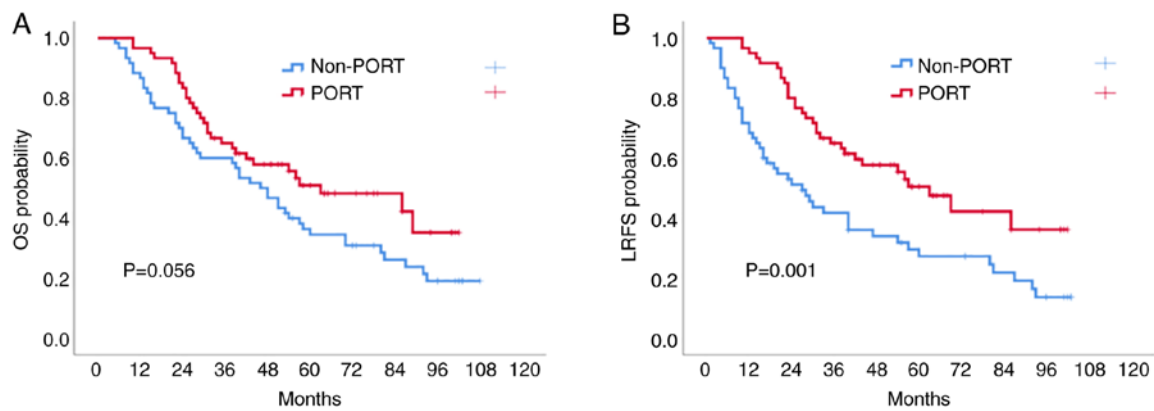 A
OS probability
1.0
0.8
0.6
0.4
0.2
0.0
Non-PORT
PORT
P=0.056
0 12 24 36 48 60 72 84 96 108 120
Months
B
LRFS probability
1.0
0.8
0.6
0.4
0.2
0.0
Non-PORT
PORT
P=0.001
0 12 24 36 48 60 72 84 96 108 120
Months